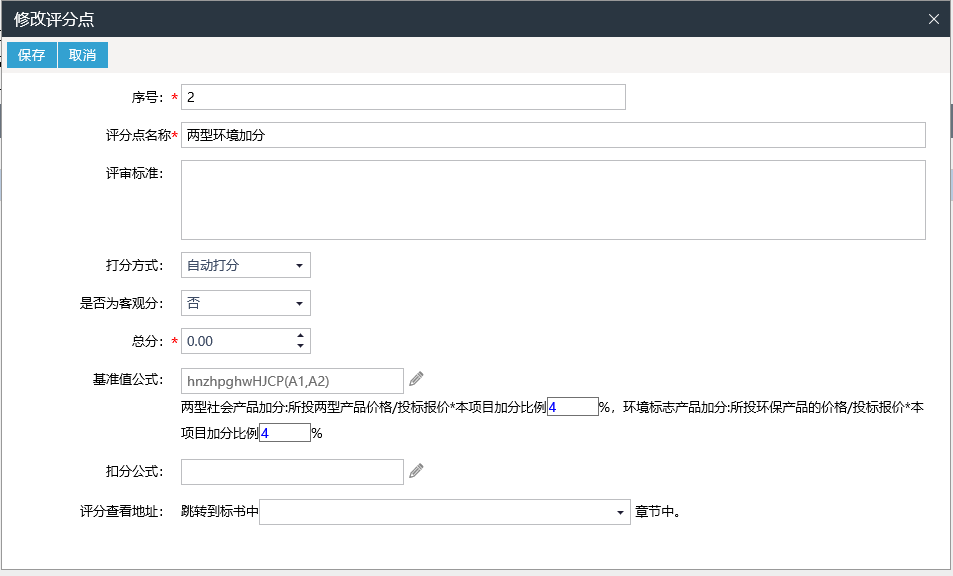 修改评分点
保存 取消
序号： * 2
评分点名称* 两型环境加分
评审标准：
打分方式： 自动打分
是否为客观分： 否
总分： * 0.00
基准值公式： hnzhpghwHJCP(A1,A2)
两型社会产品加分:所投两型产品价格/投标报价*本项目加分比例4%，环境标志产品加分:所投环保产品的价格/投标报价*本
项目加分比例4%
扣分公式：
评分查看地址： 跳转到标书中 章节中。